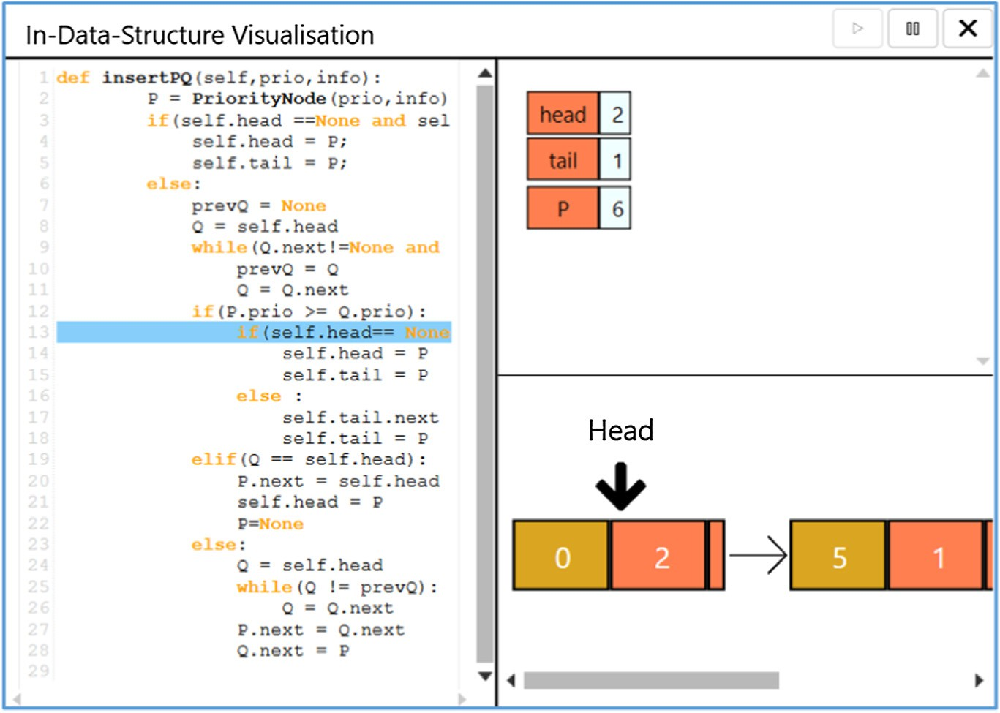 In-Data-Structure Visualisation
1 def insertPQ(self,prio,info):
2 P = PriorityNode(prio,info)
3 if(self.head ==None and sel
4 self.head = P;
5 self.tail = P;
6 else:
7 prevQ = None
8 Q = self.head
9 while(Q.next!=None and
10 prevQ = Q
11 Q = Q.next
12 if(P.prio >= Q.prio):
13 if(self.head== None
14 self.head = P
15 self.tail = P
16 else :
17 self.tail.next
18 self.tail = P
19 elif(Q == self.head):
20 P.next = self.head
21 self.head = P
22 P=None
23 else:
24 Q = self.head
25 while(Q != prevQ):
26 Q = Q.next
27 P.next = Q.next
28 Q.next = P
29
head 2
tail 1
P 6
Head
0 2 5 1